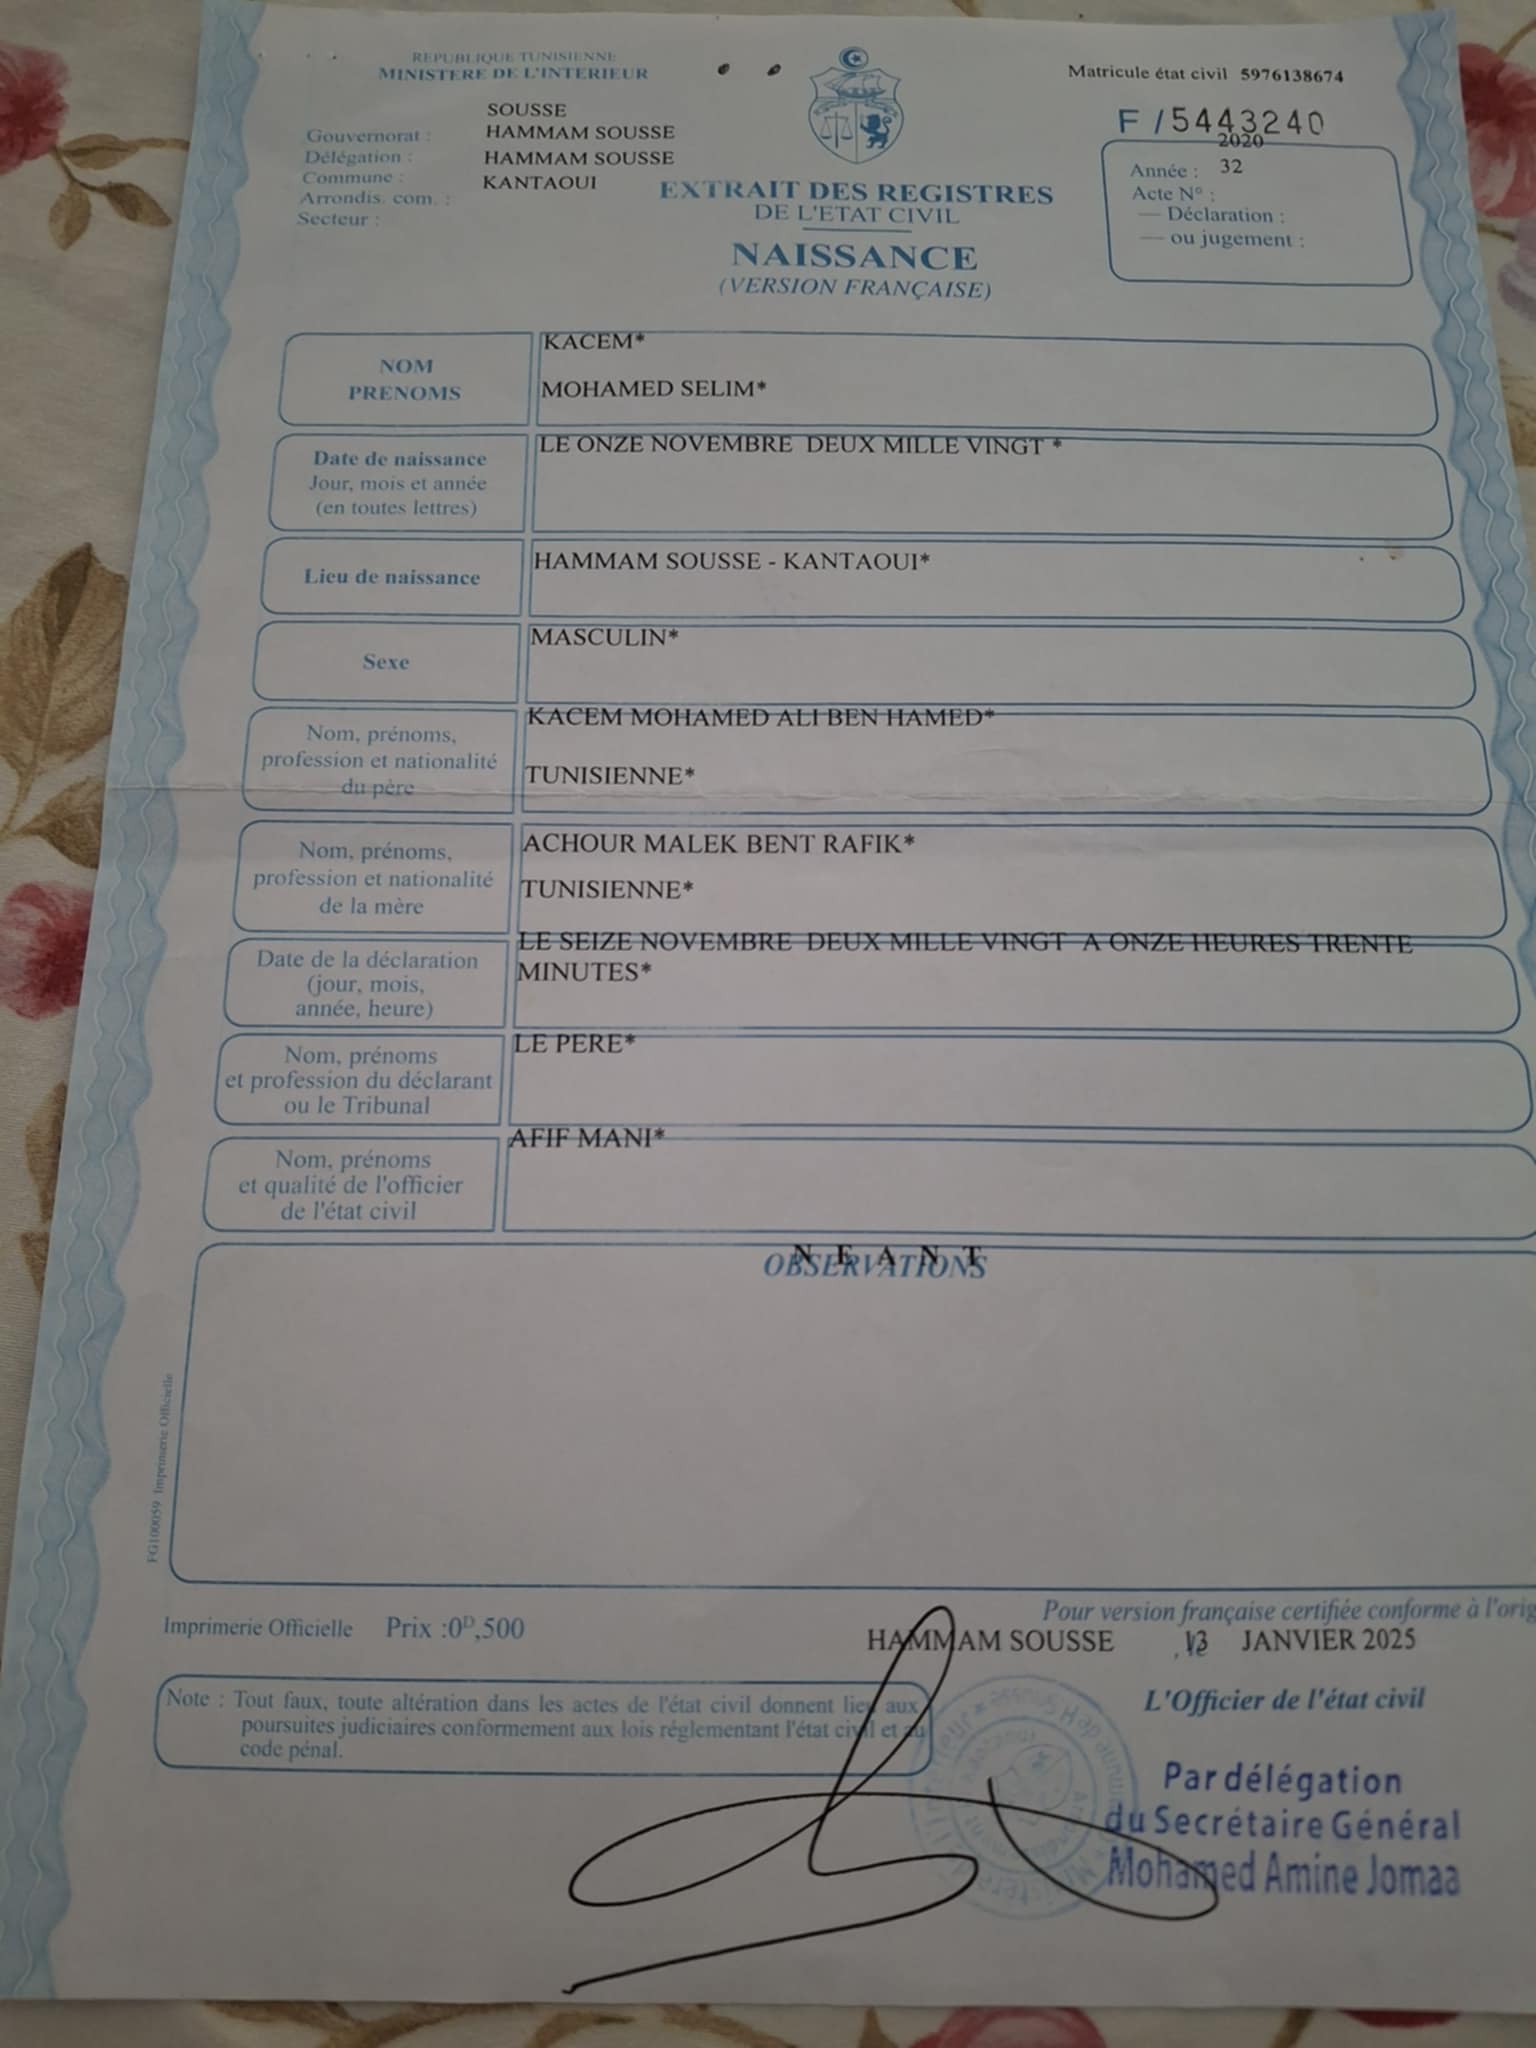 REPUBLIQUE TUNISIENNE
MINISTERE DE L'INTERIEUR
Matricule état civil 5976138674
F / 5443240
Gouvernorat : SOUSSE
Délégation : HAMMAM SOUSSE
Commune : HAMMAM SOUSSE
Arrondis. com. : KANTAOUI
Secteur :
EXTRAIT DES REGISTRES
DE L'ETAT CIVIL
NAISSANCE
(VERSION FRANÇAISE)
2020
Année : 32
Acte N° :
— Déclaration :
— ou jugement :
NOM
PRENOMS
KACEM*
MOHAMED SELIM*
Date de naissance
Jour, mois et année
(en toutes lettres)
LE ONZE NOVEMBRE DEUX MILLE VINGT *
Lieu de naissance
HAMMAM SOUSSE - KANTAOUI*
Sexe
MASCULIN*
Nom, prénoms,
profession et nationalité
du père
KACEM MOHAMED ALI BEN HAMED*
TUNISIENNE*
Nom, prénoms,
profession et nationalité
de la mère
ACHOUR MALEK BENT RAFIK*
TUNISIENNE*
Date de la déclaration
(jour, mois,
année, heure)
LE SEIZE NOVEMBRE DEUX MILLE VINGT A ONZE HEURES TRENTE
MINUTES*
Nom, prénoms
et profession du déclarant
ou le Tribunal
LE PERE*
Nom, prénoms
et qualité de l'officier
de l'état civil
AFIF MANI*
N E A N T
OBSERVATIONS
FG100059 Imprimerie Officielle
Imprimerie Officielle Prix :0D,500
Pour version française certifiée conforme à l'orig
HAMMAM SOUSSE , JANVIER 2025
L'Officier de l'état civil
Note : Tout faux, toute altération dans les actes de l'état civil donnent lieu aux
poursuites judiciaires conformement aux lois réglementant l'état civil et au
code pénal.
Par délégation
du Secrétaire Général
Mohamed Amine Jomaa